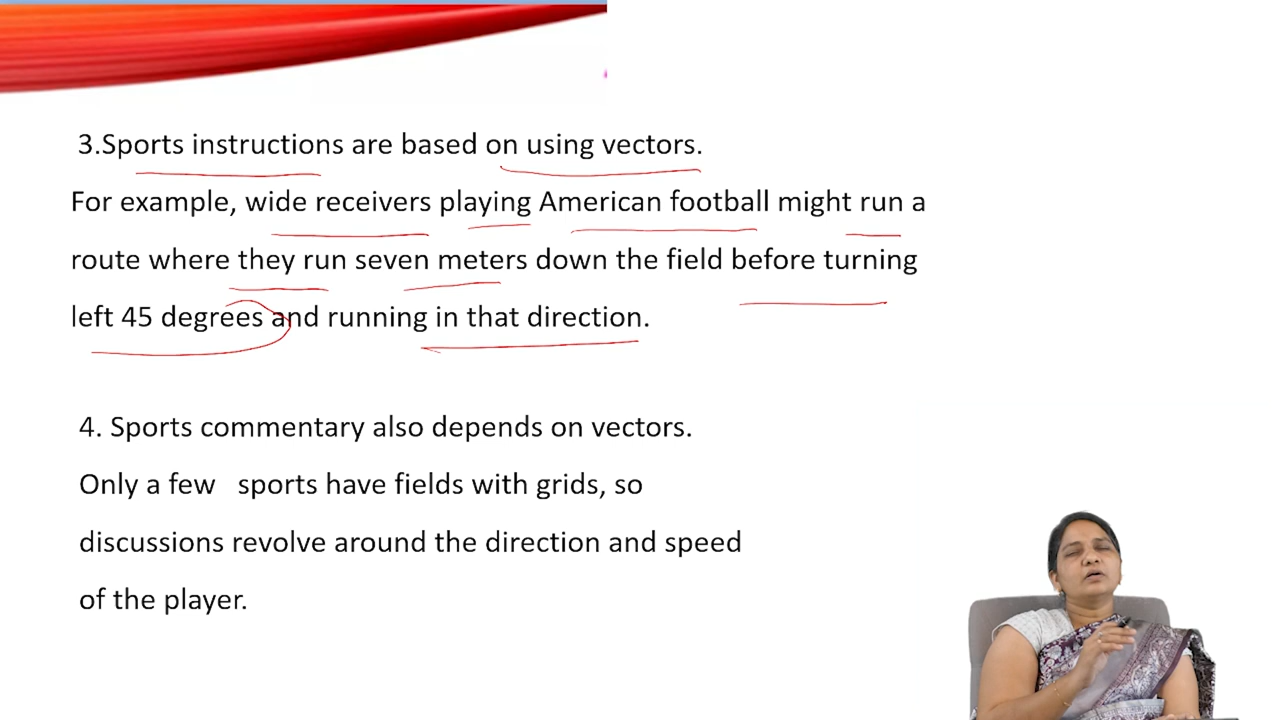 3.Sports instructions are based on using vectors.
For example, wide receivers playing American football might run a
route where they run seven meters down the field before turning
left 45 degrees and running in that direction.
4. Sports commentary also depends on vectors.
Only a few sports have fields with grids, so
discussions revolve around the direction and speed
of the player.